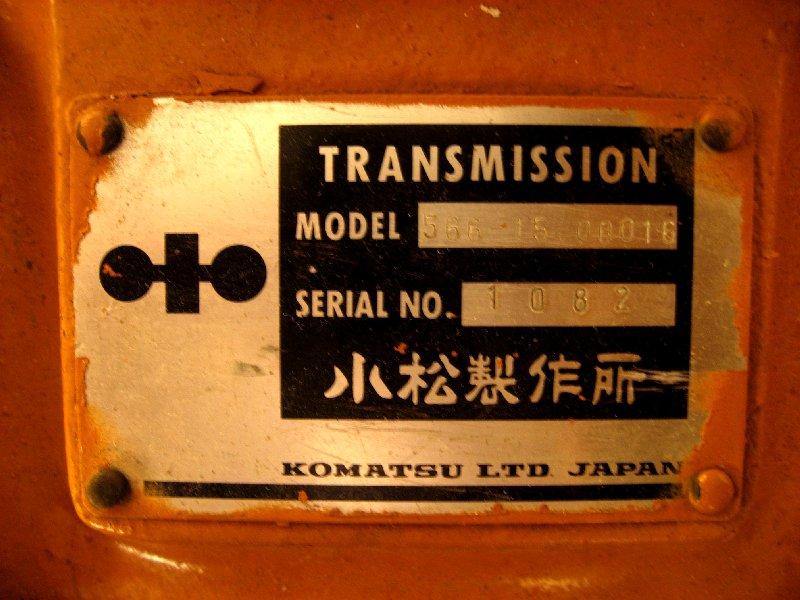 TRANSMISSION
MODEL 566 15 00016
SERIAL NO. 1082
小松製作所
KOMATSU LTD. JAPAN